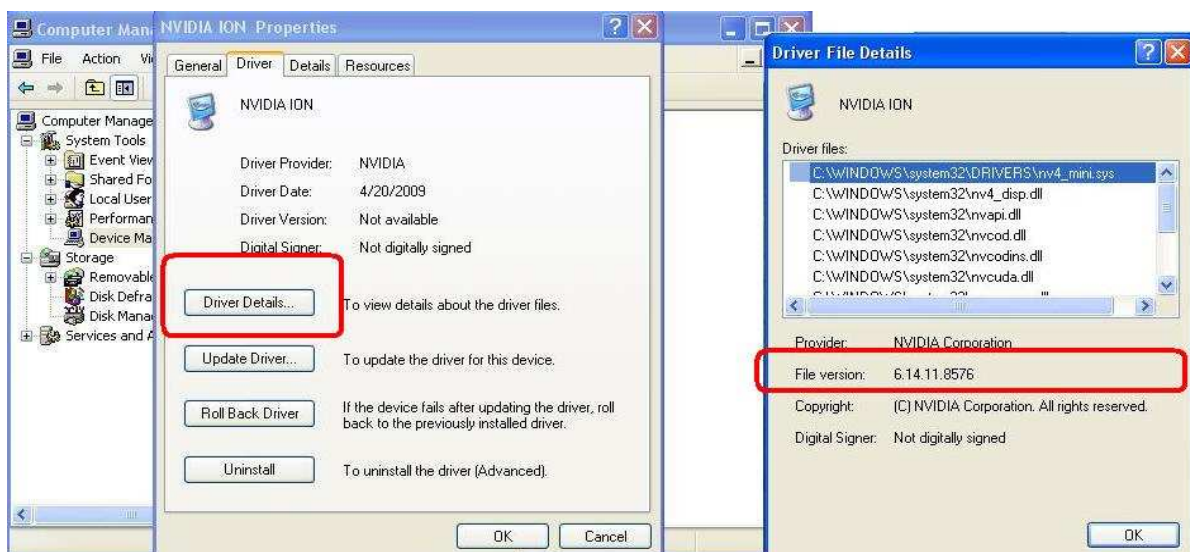 Computer Man
File Action Vi
Computer Manage
System Tools
Event View
Shared Fo
Local User
Performan
Device Ma
Storage
Removable
Disk Defra
Disk Mana
Services and A
NVIDIA ION Properties
General Driver Details Resources
NVIDIA ION
Driver Provider: NVIDIA
Driver Date: 4/20/2009
Driver Version: Not available
Digital Signer: Not digitally signed
Driver Details... To view details about the driver files.
Update Driver... To update the driver for this device.
Roll Back Driver If the device fails after updating the driver, roll
back to the previously installed driver.
Uninstall To uninstall the driver (Advanced).
OK Cancel
Driver File Details
NVIDIA ION
Driver files:
C:\WINDOWS\system32\DRIVERS\nv4_mini.sys
C:\WINDOWS\system32\nv4_disp.dll
C:\WINDOWS\system32\nvapi.dll
C:\WINDOWS\system32\nvcod.dll
C:\WINDOWS\system32\nvcodins.dll
C:\WINDOWS\system32\nvcuda.dll
Provider: NVIDIA Corporation
File version: 6.14.11.8576
Copyright: (C) NVIDIA Corporation. All rights reserved.
Digital Signer: Not digitally signed
OK